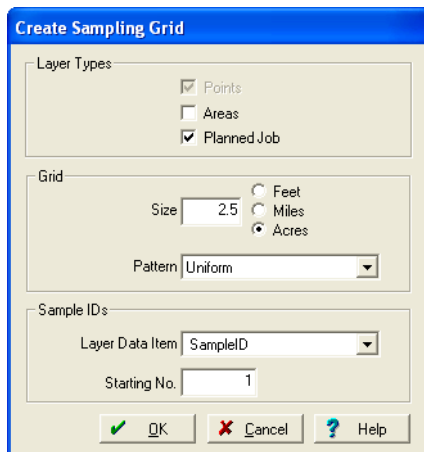 Create Sampling Grid
Layer Types
Points
Areas
Planned Job
Grid
Size 2.5
Feet
Miles
Acres
Pattern Uniform
Sample IDs
Layer Data Item SampleID
Starting No. 1
OK Cancel Help